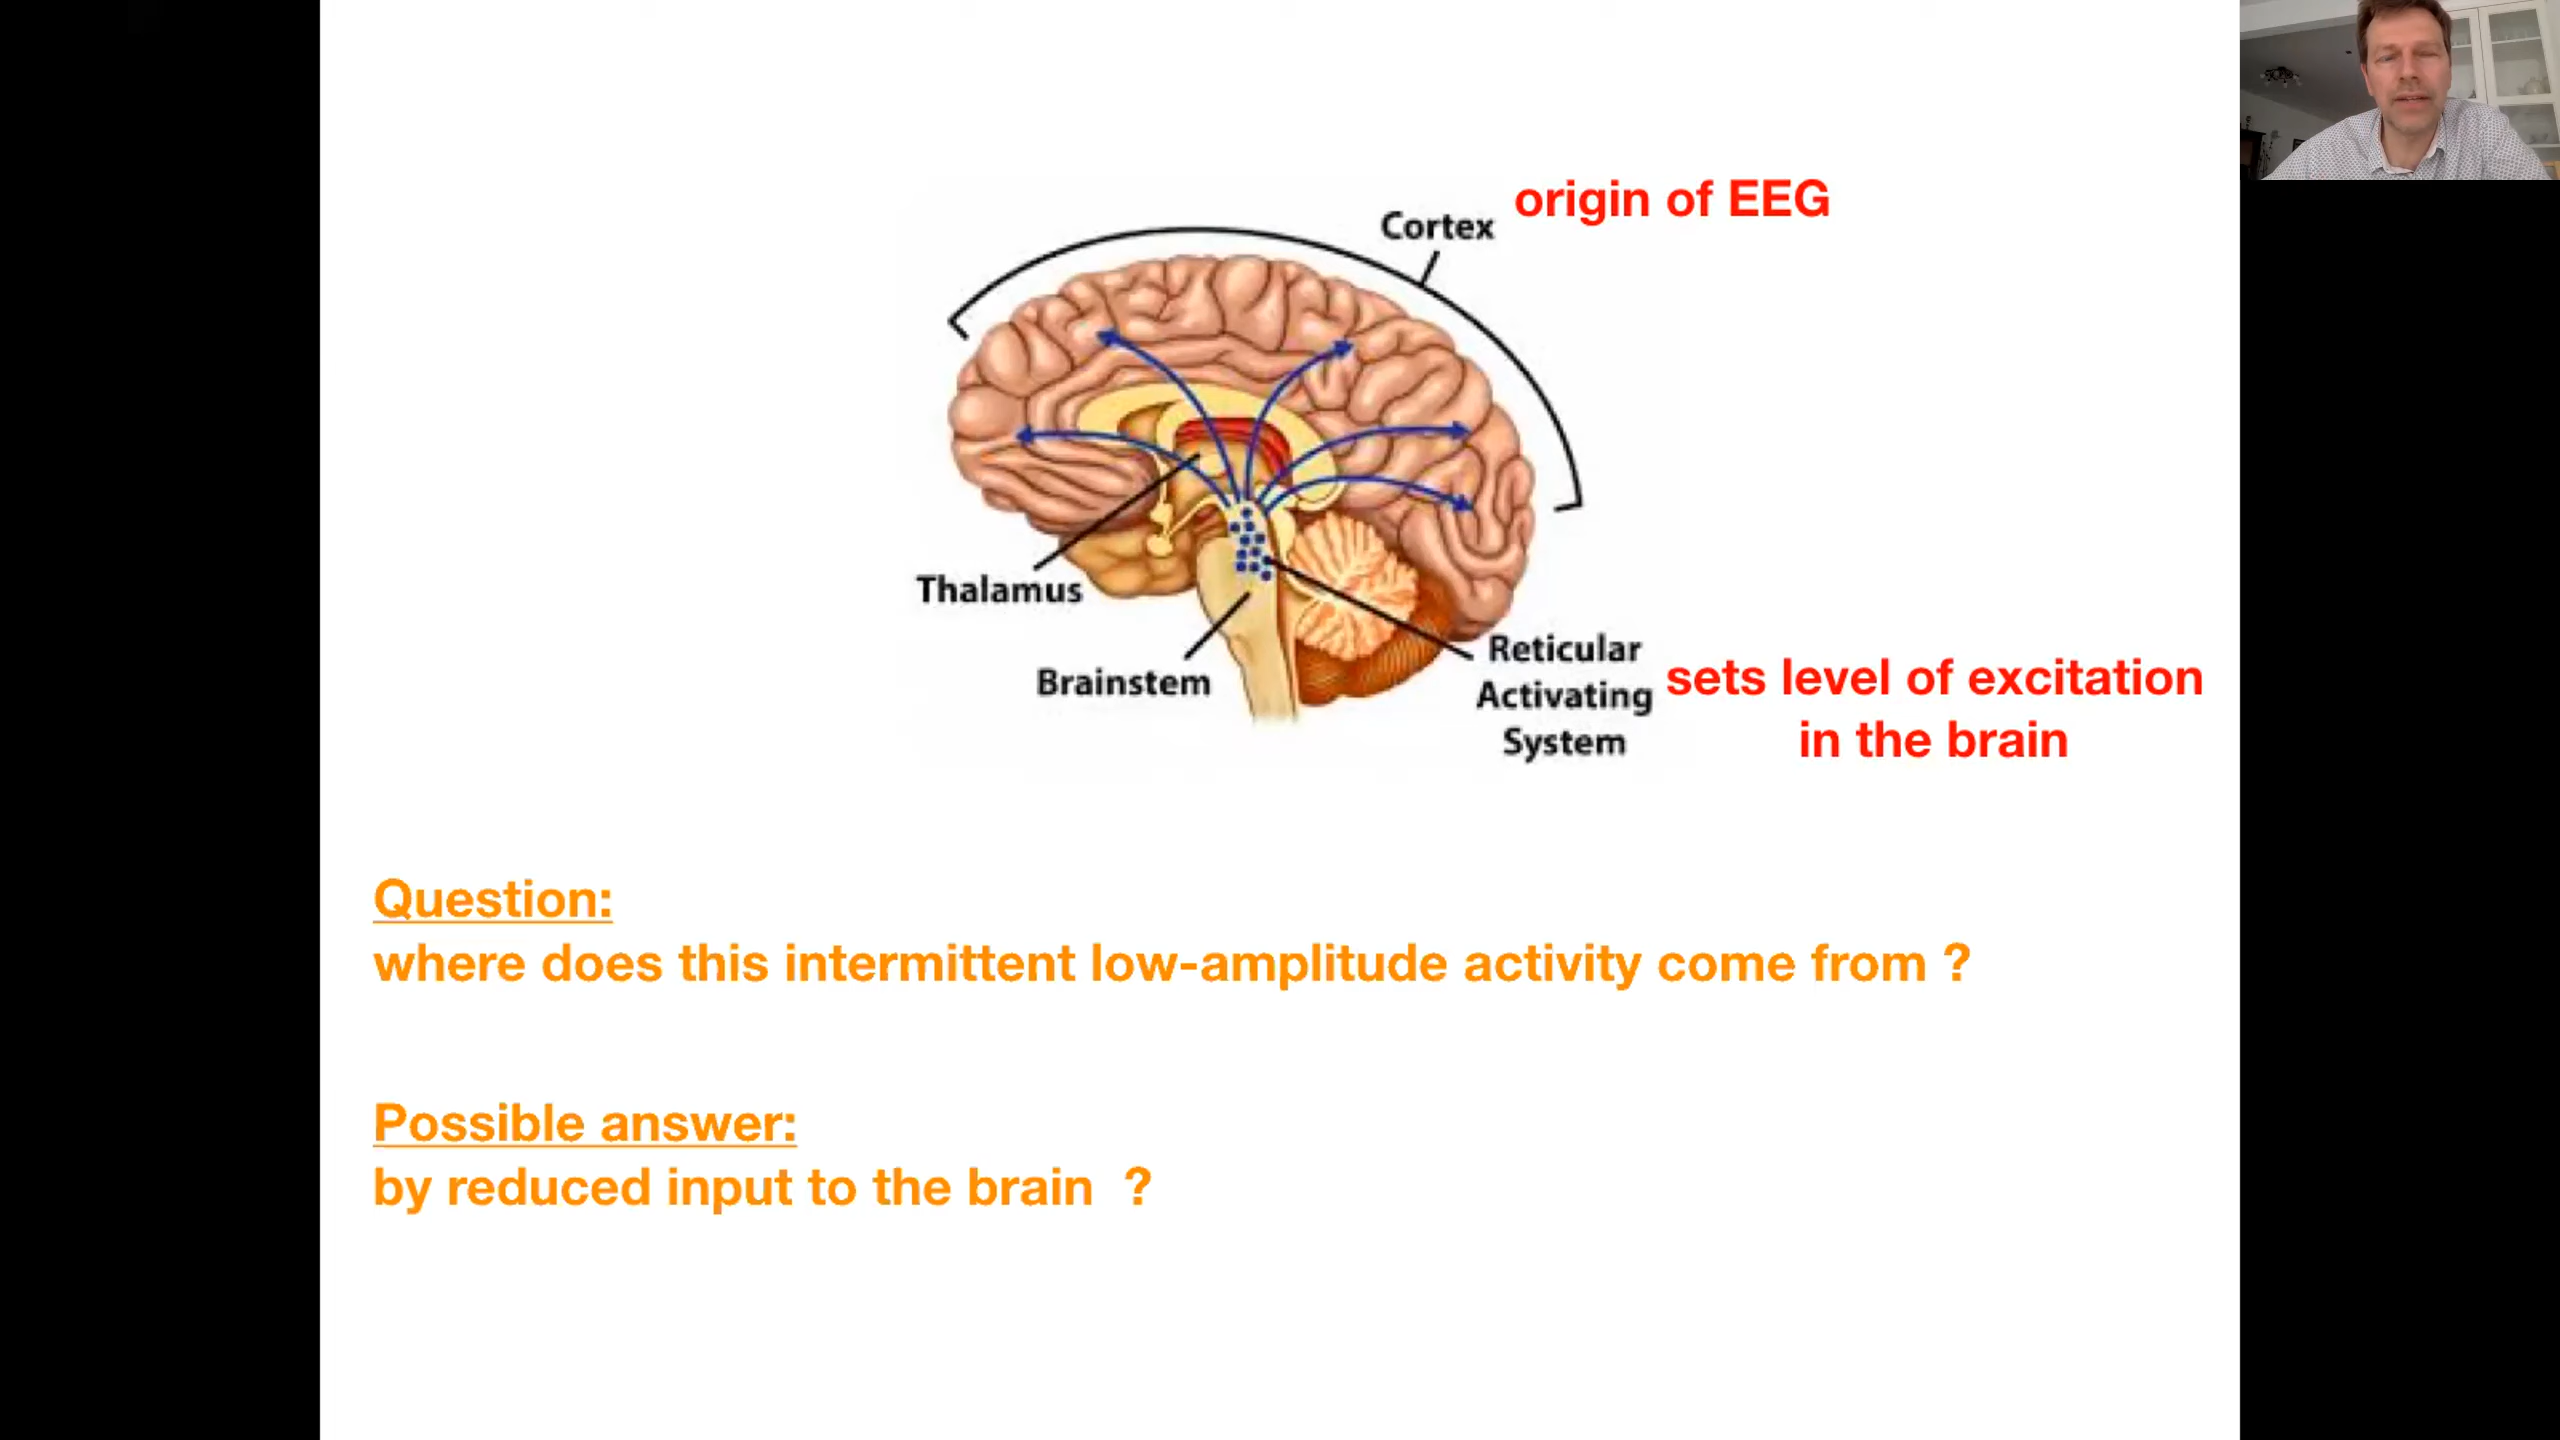 origin of EEG
Cortex
Thalamus
Brainstem
Reticular
Activating
System
sets level of excitation
in the brain
Question:
where does this intermittent low-amplitude activity come from ?
Possible answer:
by reduced input to the brain  ?